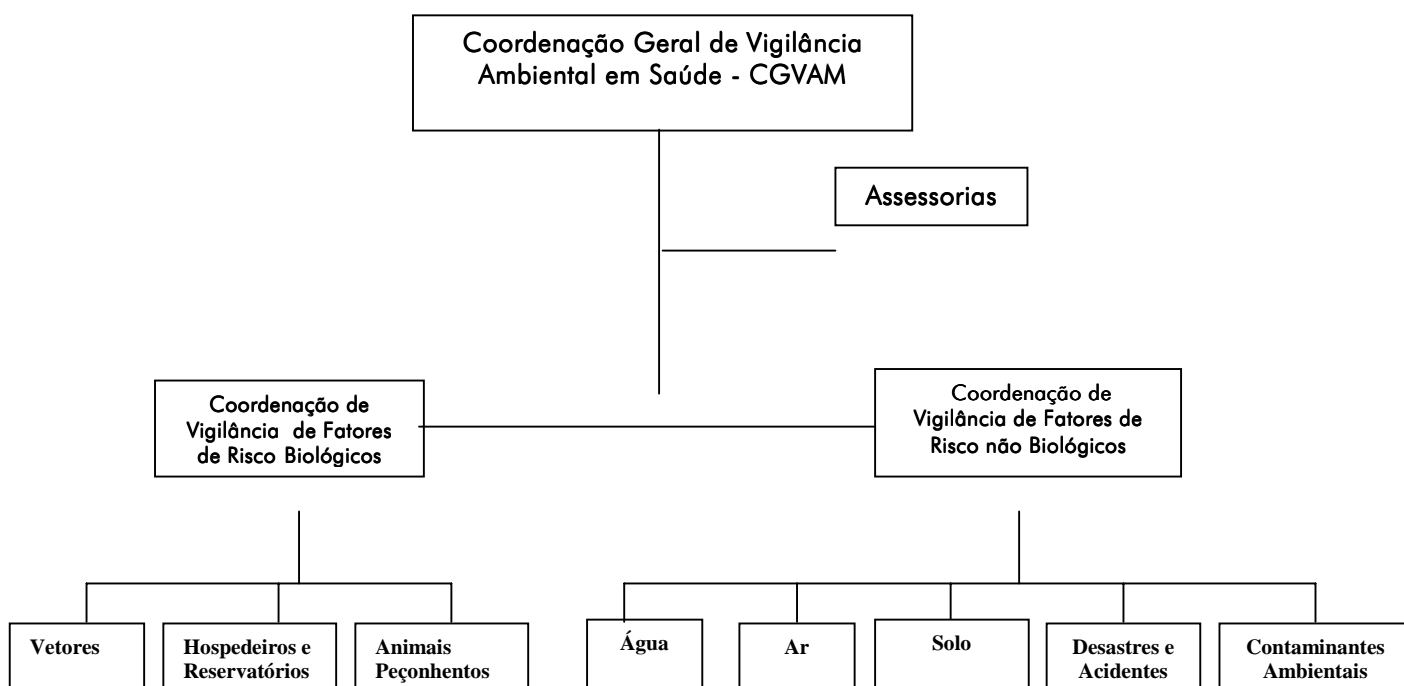 Coordenação Geral de Vigilância
Ambiental em Saúde - CGVAM
Assessorias
Coordenação de
Vigilância de Fatores
de Risco Biológicos
Coordenação de
Vigilância de Fatores de
Risco não Biológicos
Vetores
Hospedeiros e
Reservatórios
Animais
Peçonhentos
Água
Ar
Solo
Desastres e
Acidentes
Contaminantes
Ambientais